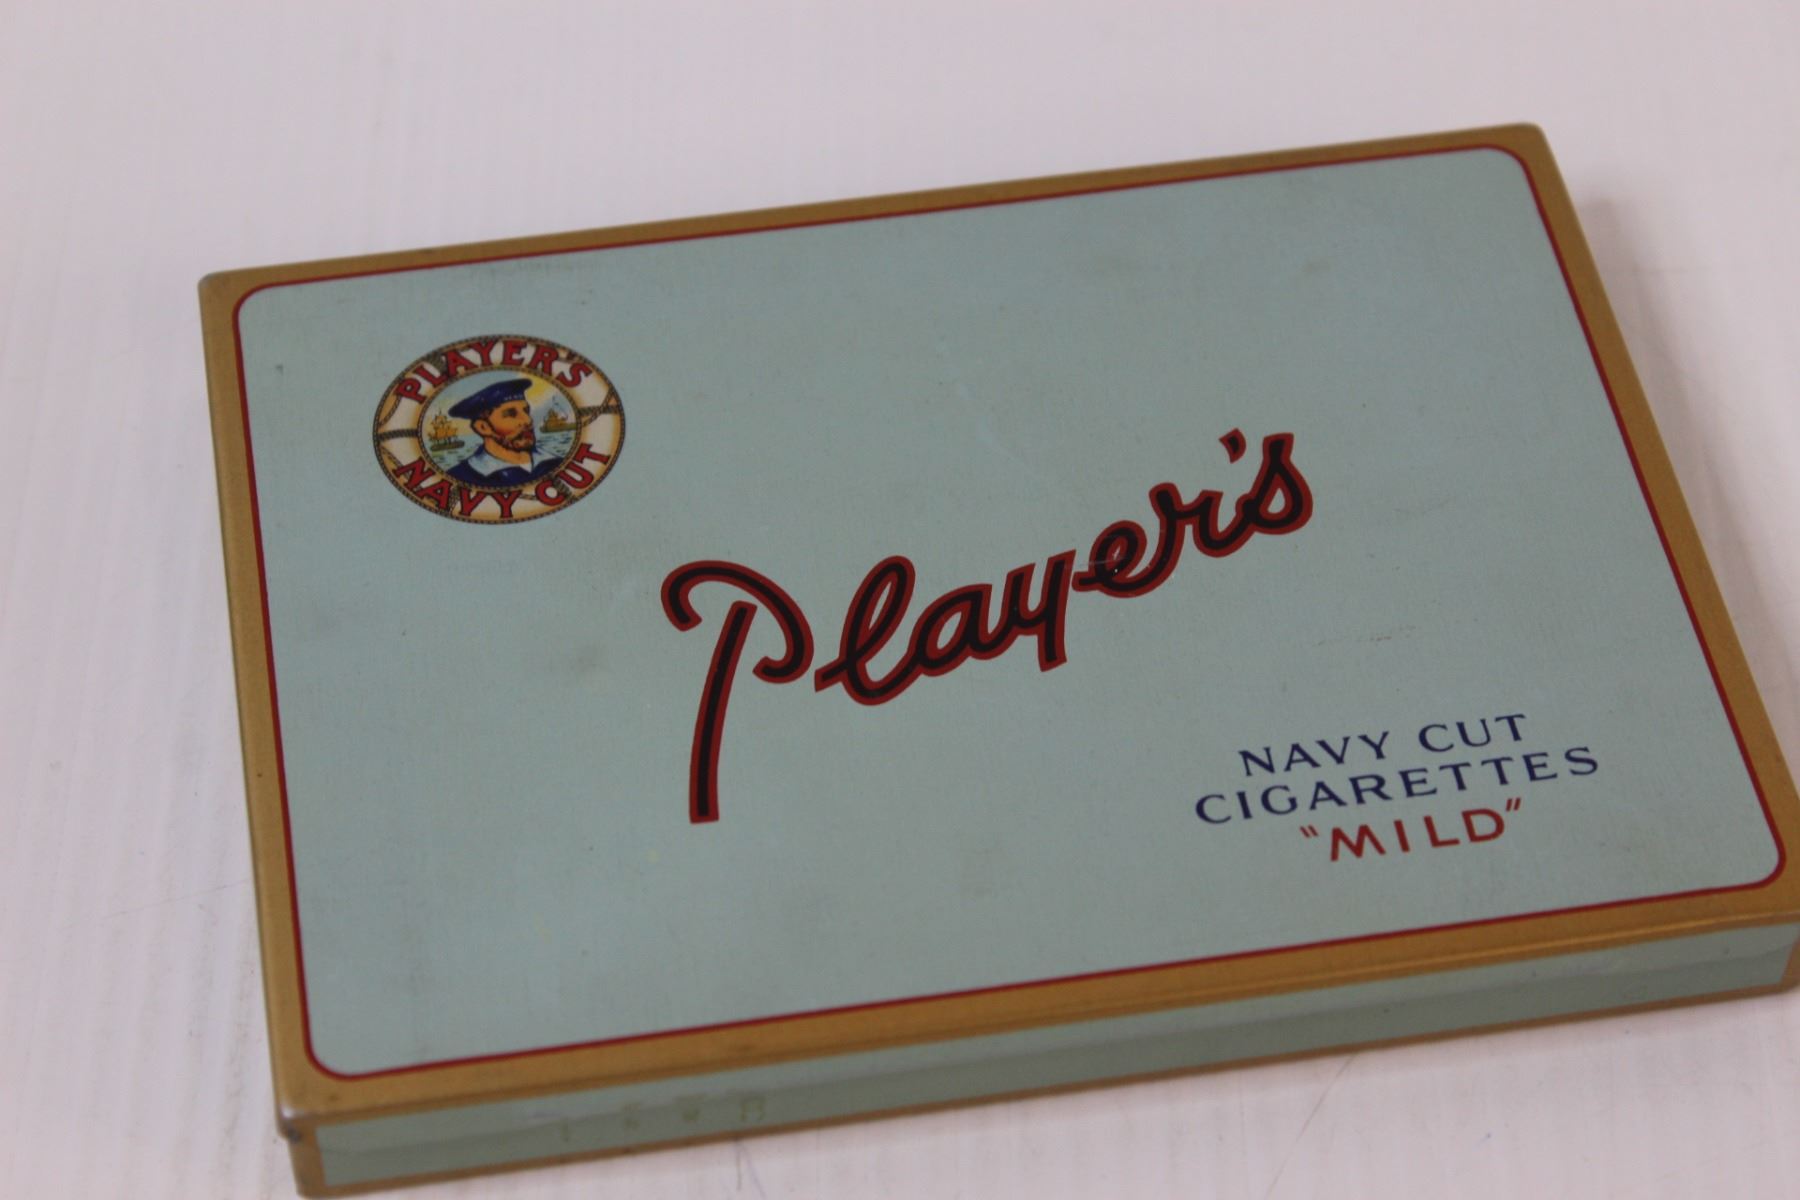 PLAYER'S
NAVY CUT
Player's
NAVY CUT
CIGARETTES
"MILD"